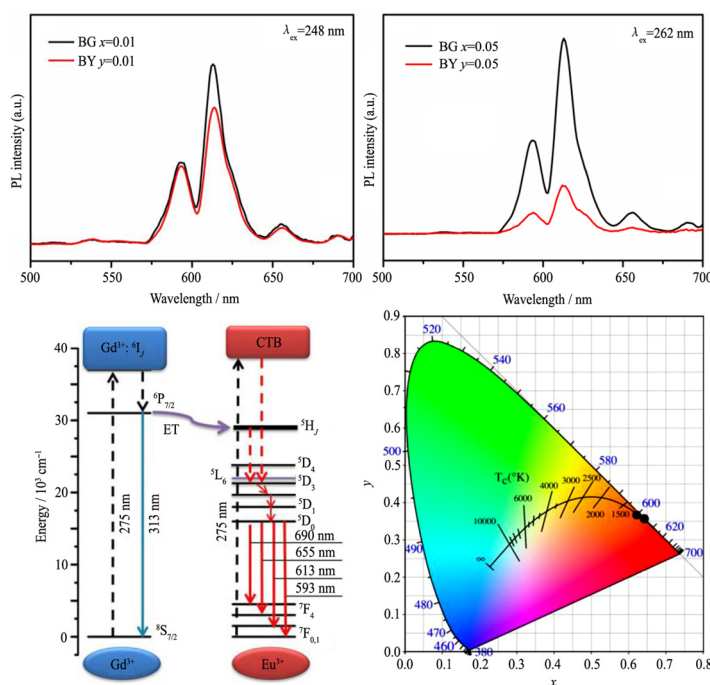 λex=248 nm
BG x=0.01
BY y=0.01
PL intensity (a.u.)
500 550 600 650 700
Wavelength / nm
λex=262 nm
BG x=0.05
BY y=0.05
PL intensity (a.u.)
500 550 600 650 700
Wavelength / nm
Gd³⁺: ⁶I_J
CTB
40
⁶P₇/₂
30
ET
⁵H_J
⁵D₄
⁵L₆
⁵D₃
20
⁵D₁
⁵D₀
10
690 nm
655 nm
613 nm
593 nm
⁷F₄
⁸S₇/₂
⁷F₀,₁
0
Energy / 10³ cm⁻¹
275 nm
313 nm
275 nm
Gd³⁺
Eu³⁺
0.9
0.8
0.7
0.6
0.5
0.4
0.3
0.2
0.1
0.0
y
520
540
560
500
580
Tc(°K)
4000 3000 2500
600
6000
2000 1500
10000
620
490
∞
700
480
470
460
380
0.0 0.1 0.2 0.3 0.4 0.5 0.6 0.7 0.8
x